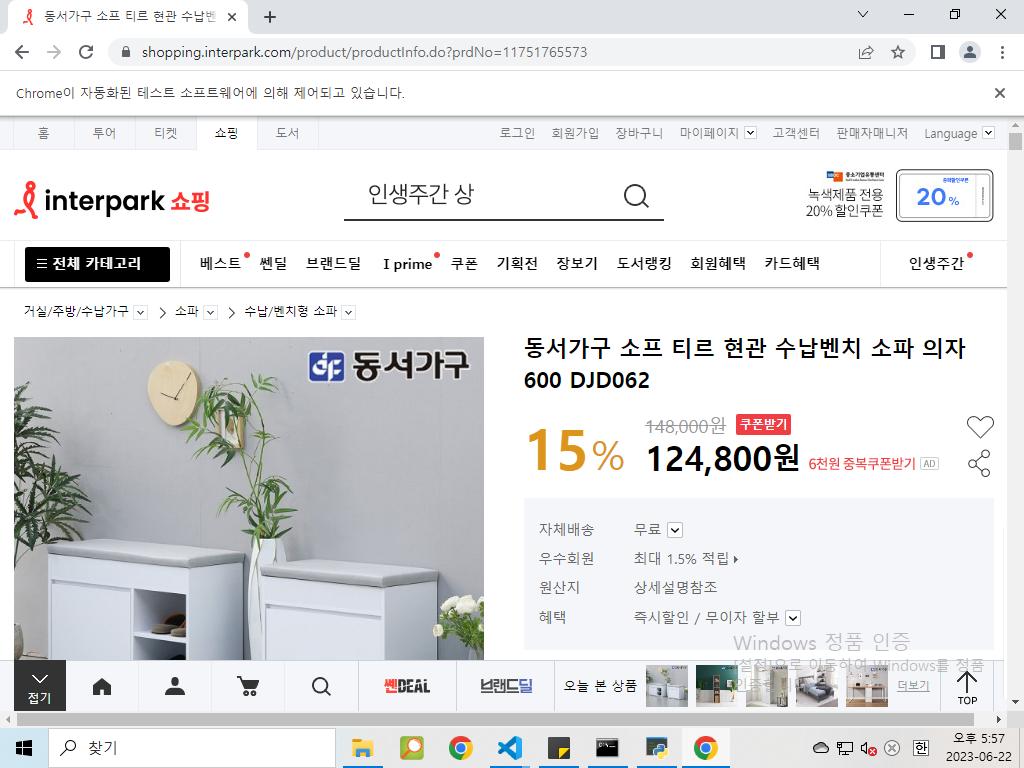 동서가구 소프 티르 현관 수납벤
shopping.interpark.com/product/productInfo.do?prdNo=11751765573
Chrome이 자동화된 테스트 소프트웨어에 의해 제어되고 있습니다.
홈 투어 티켓 쇼핑 도서 로그인 회원가입 장바구니 마이페이지 고객센터 판매자매니저 Language
interpark 쇼핑
인생주간 상
중소기업유통센터
녹색제품 전용
20% 할인쿠폰
중복할인쿠폰
20%
전체 카테고리 베스트 쎈딜 브랜드딜 I prime 쿠폰 기획전 장보기 도서랭킹 회원혜택 카드혜택 인생주간
거실/주방/수납가구 소파 수납/벤치형 소파
동서가구
동서가구 소프 티르 현관 수납벤치 소파 의자
600 DJD062
15%
148,000원 쿠폰받기
124,800원 6천원 중복쿠폰받기 AD
자체배송 무료
우수회원 최대 1.5% 적립
원산지 상세설명참조
혜택 즉시할인 / 무이자 할부
Windows 정품 인증
[설정]으로 이동하여 Windows를 정품
접기
쎈DEAL
브랜드딜
오늘 본 상품
더보기
TOP
찾기
한
오후 5:57
2023-06-22